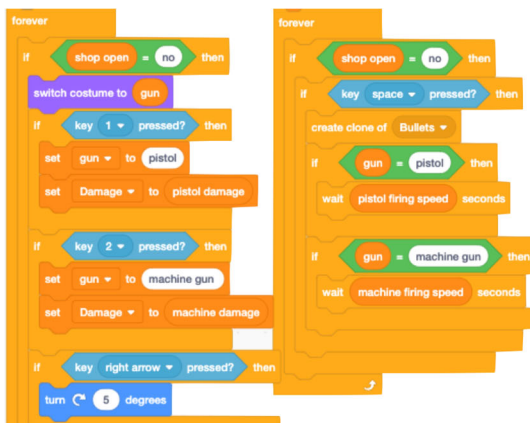 forever
if shop open = no then
switch costume to gun
if key 1 pressed? then
set gun to pistol
set Damage to pistol damage
if key 2 pressed? then
set gun to machine gun
set Damage to machine damage
if key right arrow pressed? then
turn 5 degrees
forever
if shop open = no then
if key space pressed? then
create clone of Bullets
if gun = pistol then
wait pistol firing speed seconds
if gun = machine gun then
wait machine firing speed seconds